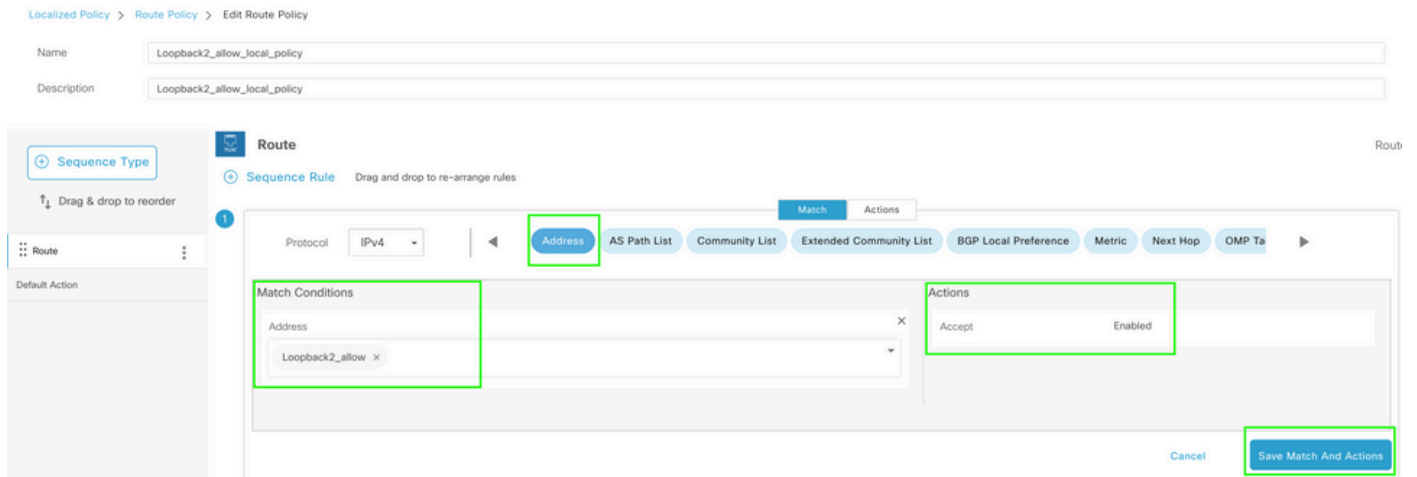 Localized Policy > Route Policy > Edit Route Policy
Name Loopback2_allow_local_policy
Description Loopback2_allow_local_policy
Sequence Type
Drag & drop to reorder
Route
Default Action
Route
Route
Sequence Rule Drag and drop to re-arrange rules
1
Match Actions
Protocol IPv4 Address AS Path List Community List Extended Community List BGP Local Preference Metric Next Hop OMP Ta
Match Conditions
Address
Loopback2_allow ×
Actions
Accept Enabled
Cancel Save Match And Actions